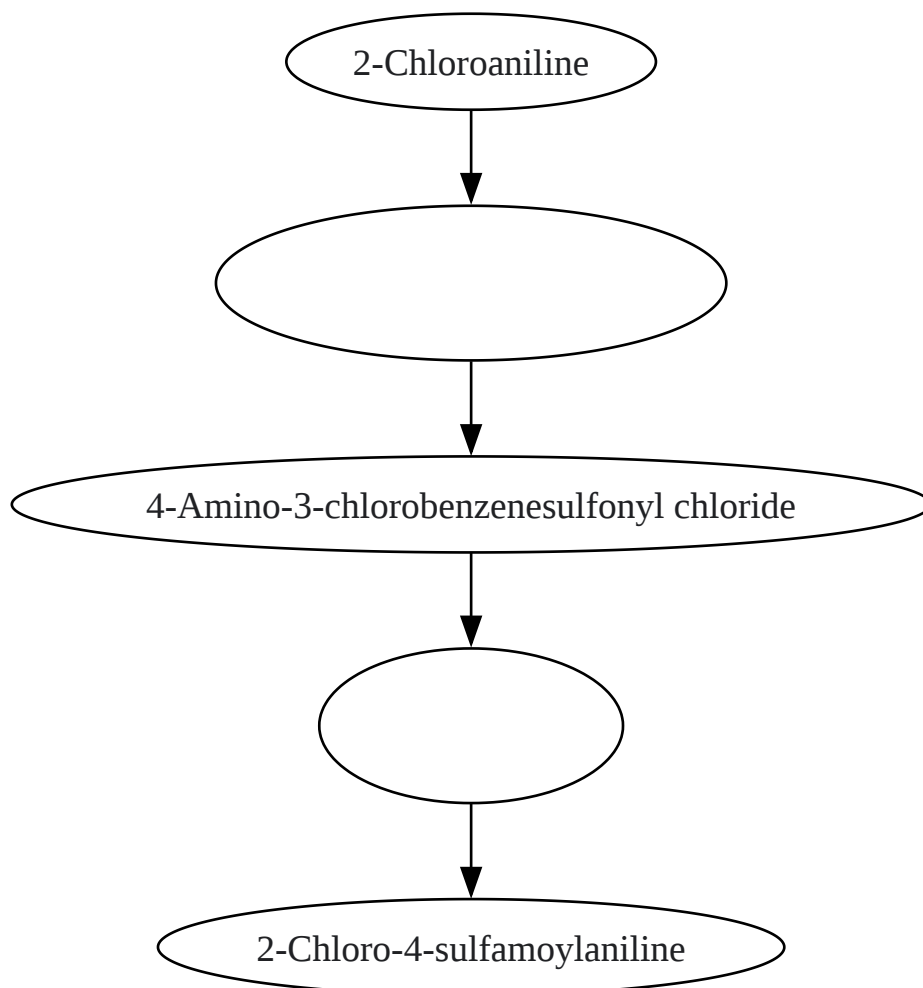 2-Chloroaniline
4-Amino-3-chlorobenzenesulfonyl chloride
2-Chloro-4-sulfamoylaniline